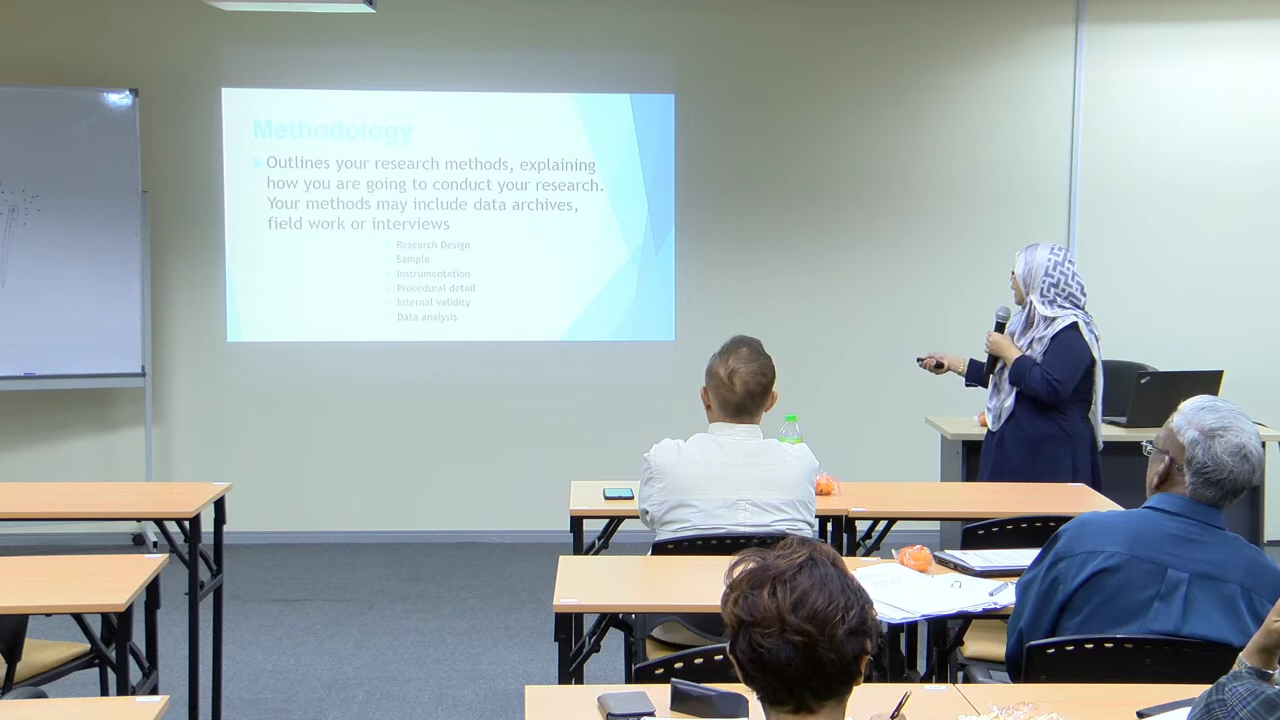 Methodology
Outlines your research methods, explaining
how you are going to conduct your research.
Your methods may include data archives,
field work or interviews
Research Design
Sample
Instrumentation
Procedural detail
Internal validity
Data analysis